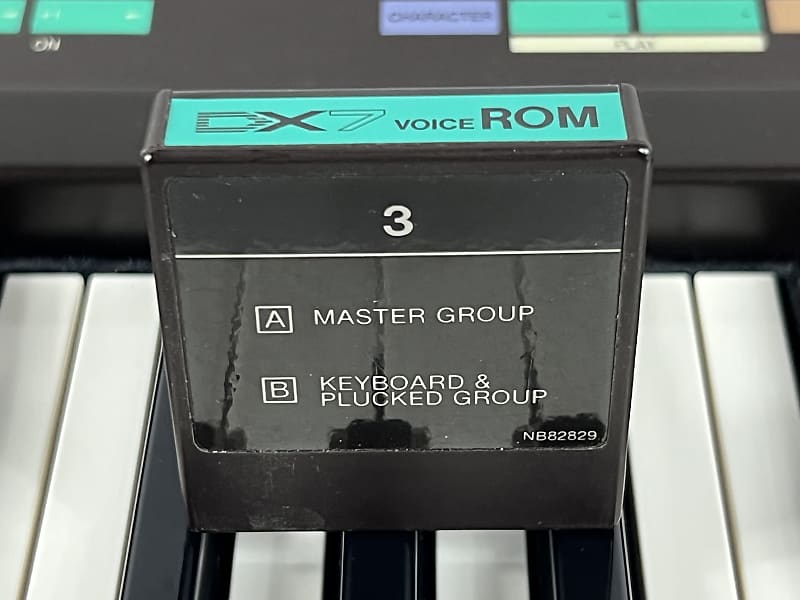 CHARACTER
ON
PLAY
DX7 VOICE ROM
3
A MASTER GROUP
B KEYBOARD &
PLUCKED GROUP
NB82829